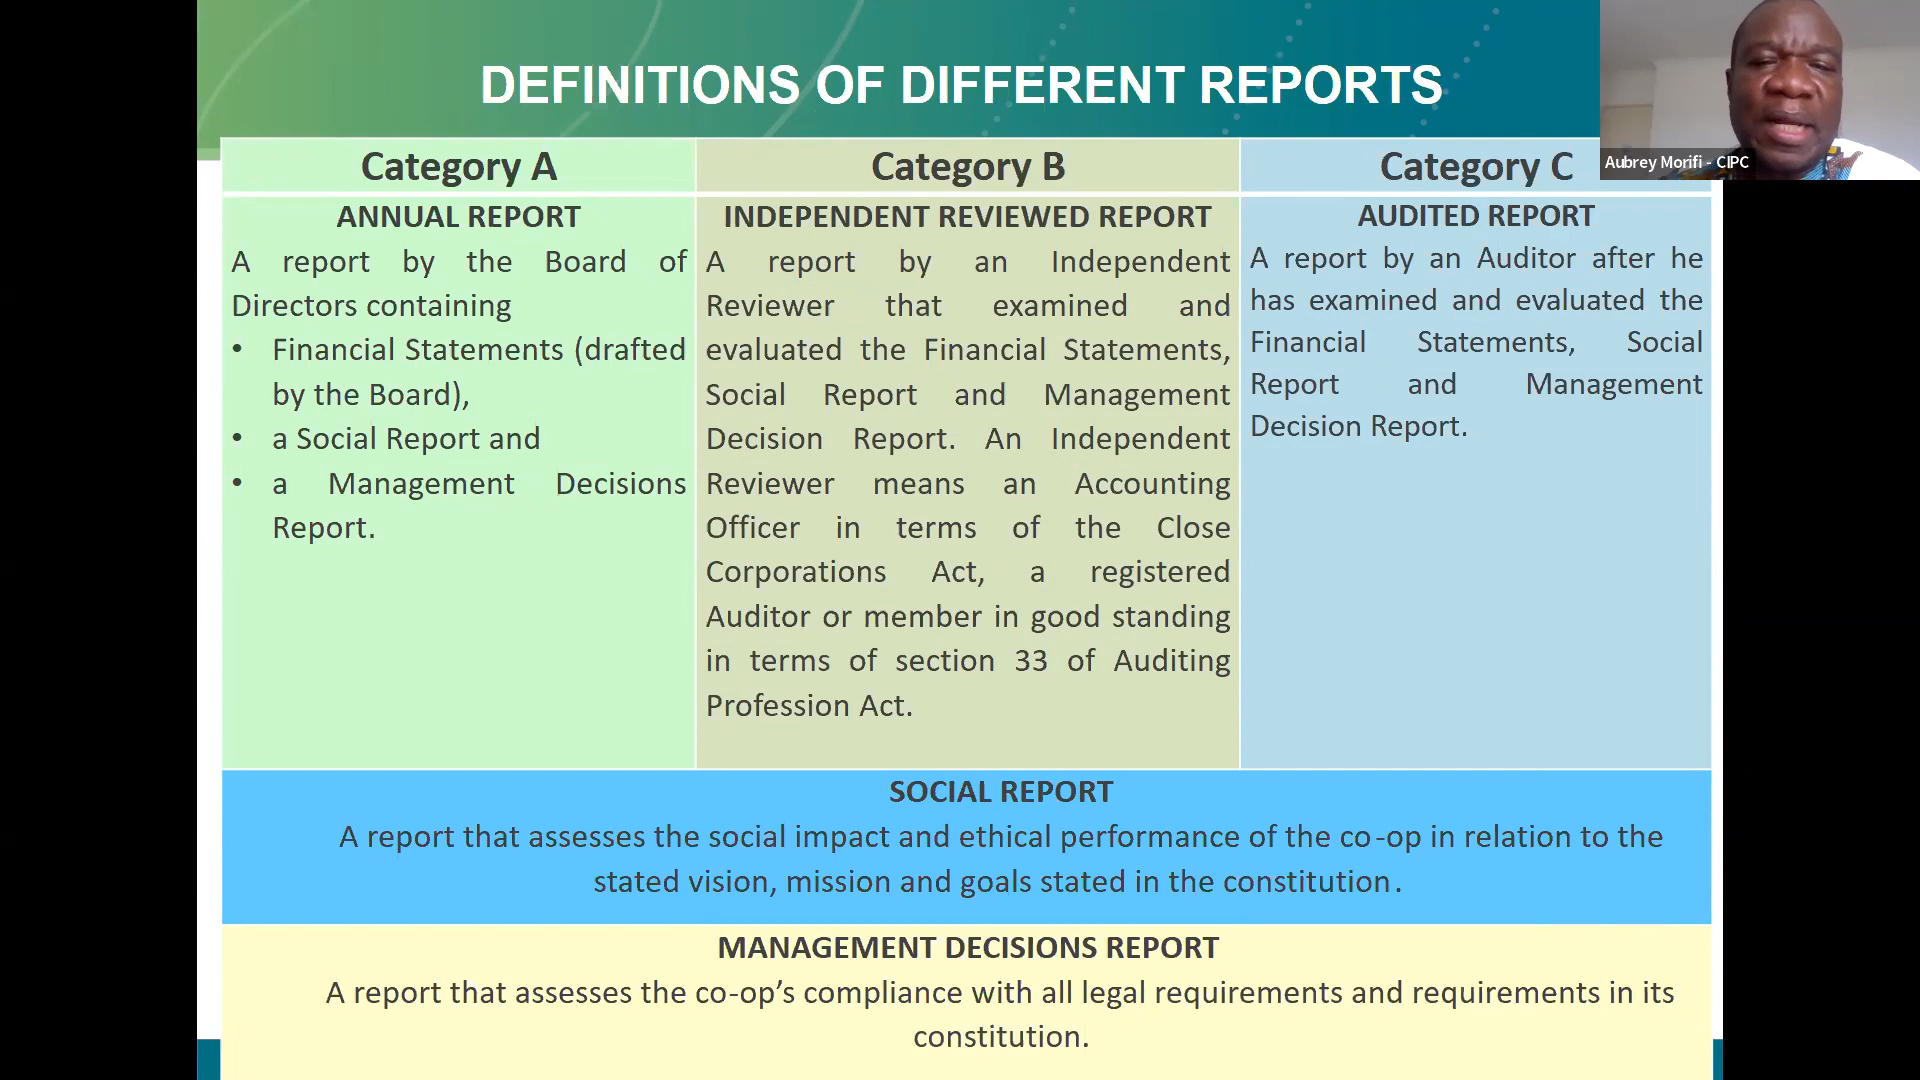 DEFINITIONS OF DIFFERENT REPORTS
Aubrey Morifi - CIPC
Category A
Category B
Category C
ANNUAL REPORT
A report by the Board of
Directors containing
• Financial Statements (drafted
by the Board),
• a Social Report and
• a Management Decisions
Report.
INDEPENDENT REVIEWED REPORT
A report by an Independent
Reviewer that examined and
evaluated the Financial Statements,
Social Report and Management
Decision Report. An Independent
Reviewer means an Accounting
Officer in terms of the Close
Corporations Act, a registered
Auditor or member in good standing
in terms of section 33 of Auditing
Profession Act.
AUDITED REPORT
A report by an Auditor after he
has examined and evaluated the
Financial Statements, Social
Report and Management
Decision Report.
SOCIAL REPORT
A report that assesses the social impact and ethical performance of the co-op in relation to the
stated vision, mission and goals stated in the constitution.
MANAGEMENT DECISIONS REPORT
A report that assesses the co-op’s compliance with all legal requirements and requirements in its
constitution.